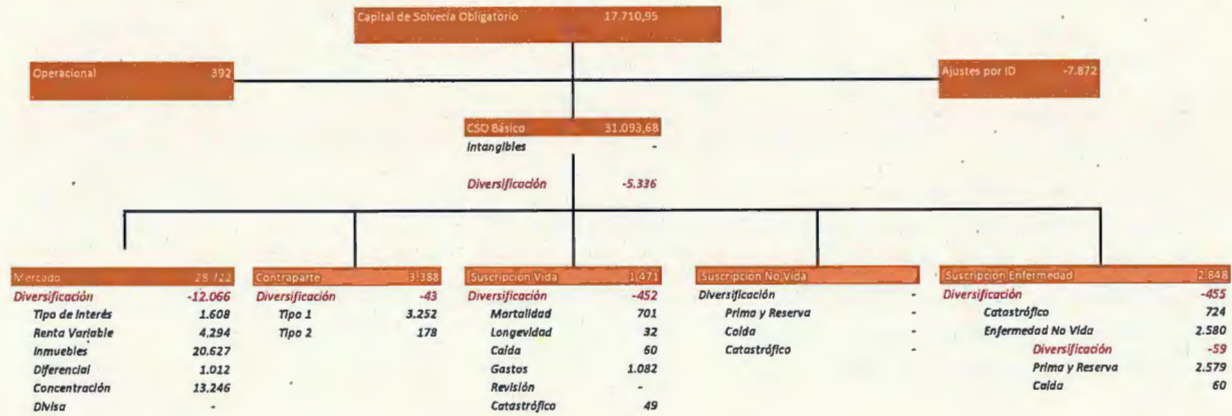 Capital de Solvecía Obligatorio 17.710,95
Operacional 392
Ajustes por ID -7.872
CSO Básico 31.093,68
Intangibles -
Diversificación -5.336
Mercado 28.722
Diversificación -12.066
Tipo de Interés 1.608
Renta Variable 4.294
Inmuebles 20.627
Diferencial 1.012
Concentración 13.246
Divisa -
Contraparte 3.388
Diversificación -43
Tipo 1 3.252
Tipo 2 178
Suscripción Vida 1.471
Diversificación -452
Mortalidad 701
Longevidad 32
Caída 60
Gastos 1.082
Revisión -
Catastrófico 49
Suscripción No Vida -
Diversificación -
Prima y Reserva -
Caída -
Catastrófico -
Suscripción Enfermedad 2.848
Diversificación -455
Catastrófico 724
Enfermedad No Vida 2.580
Diversificación -59
Prima y Reserva 2.579
Caída 60